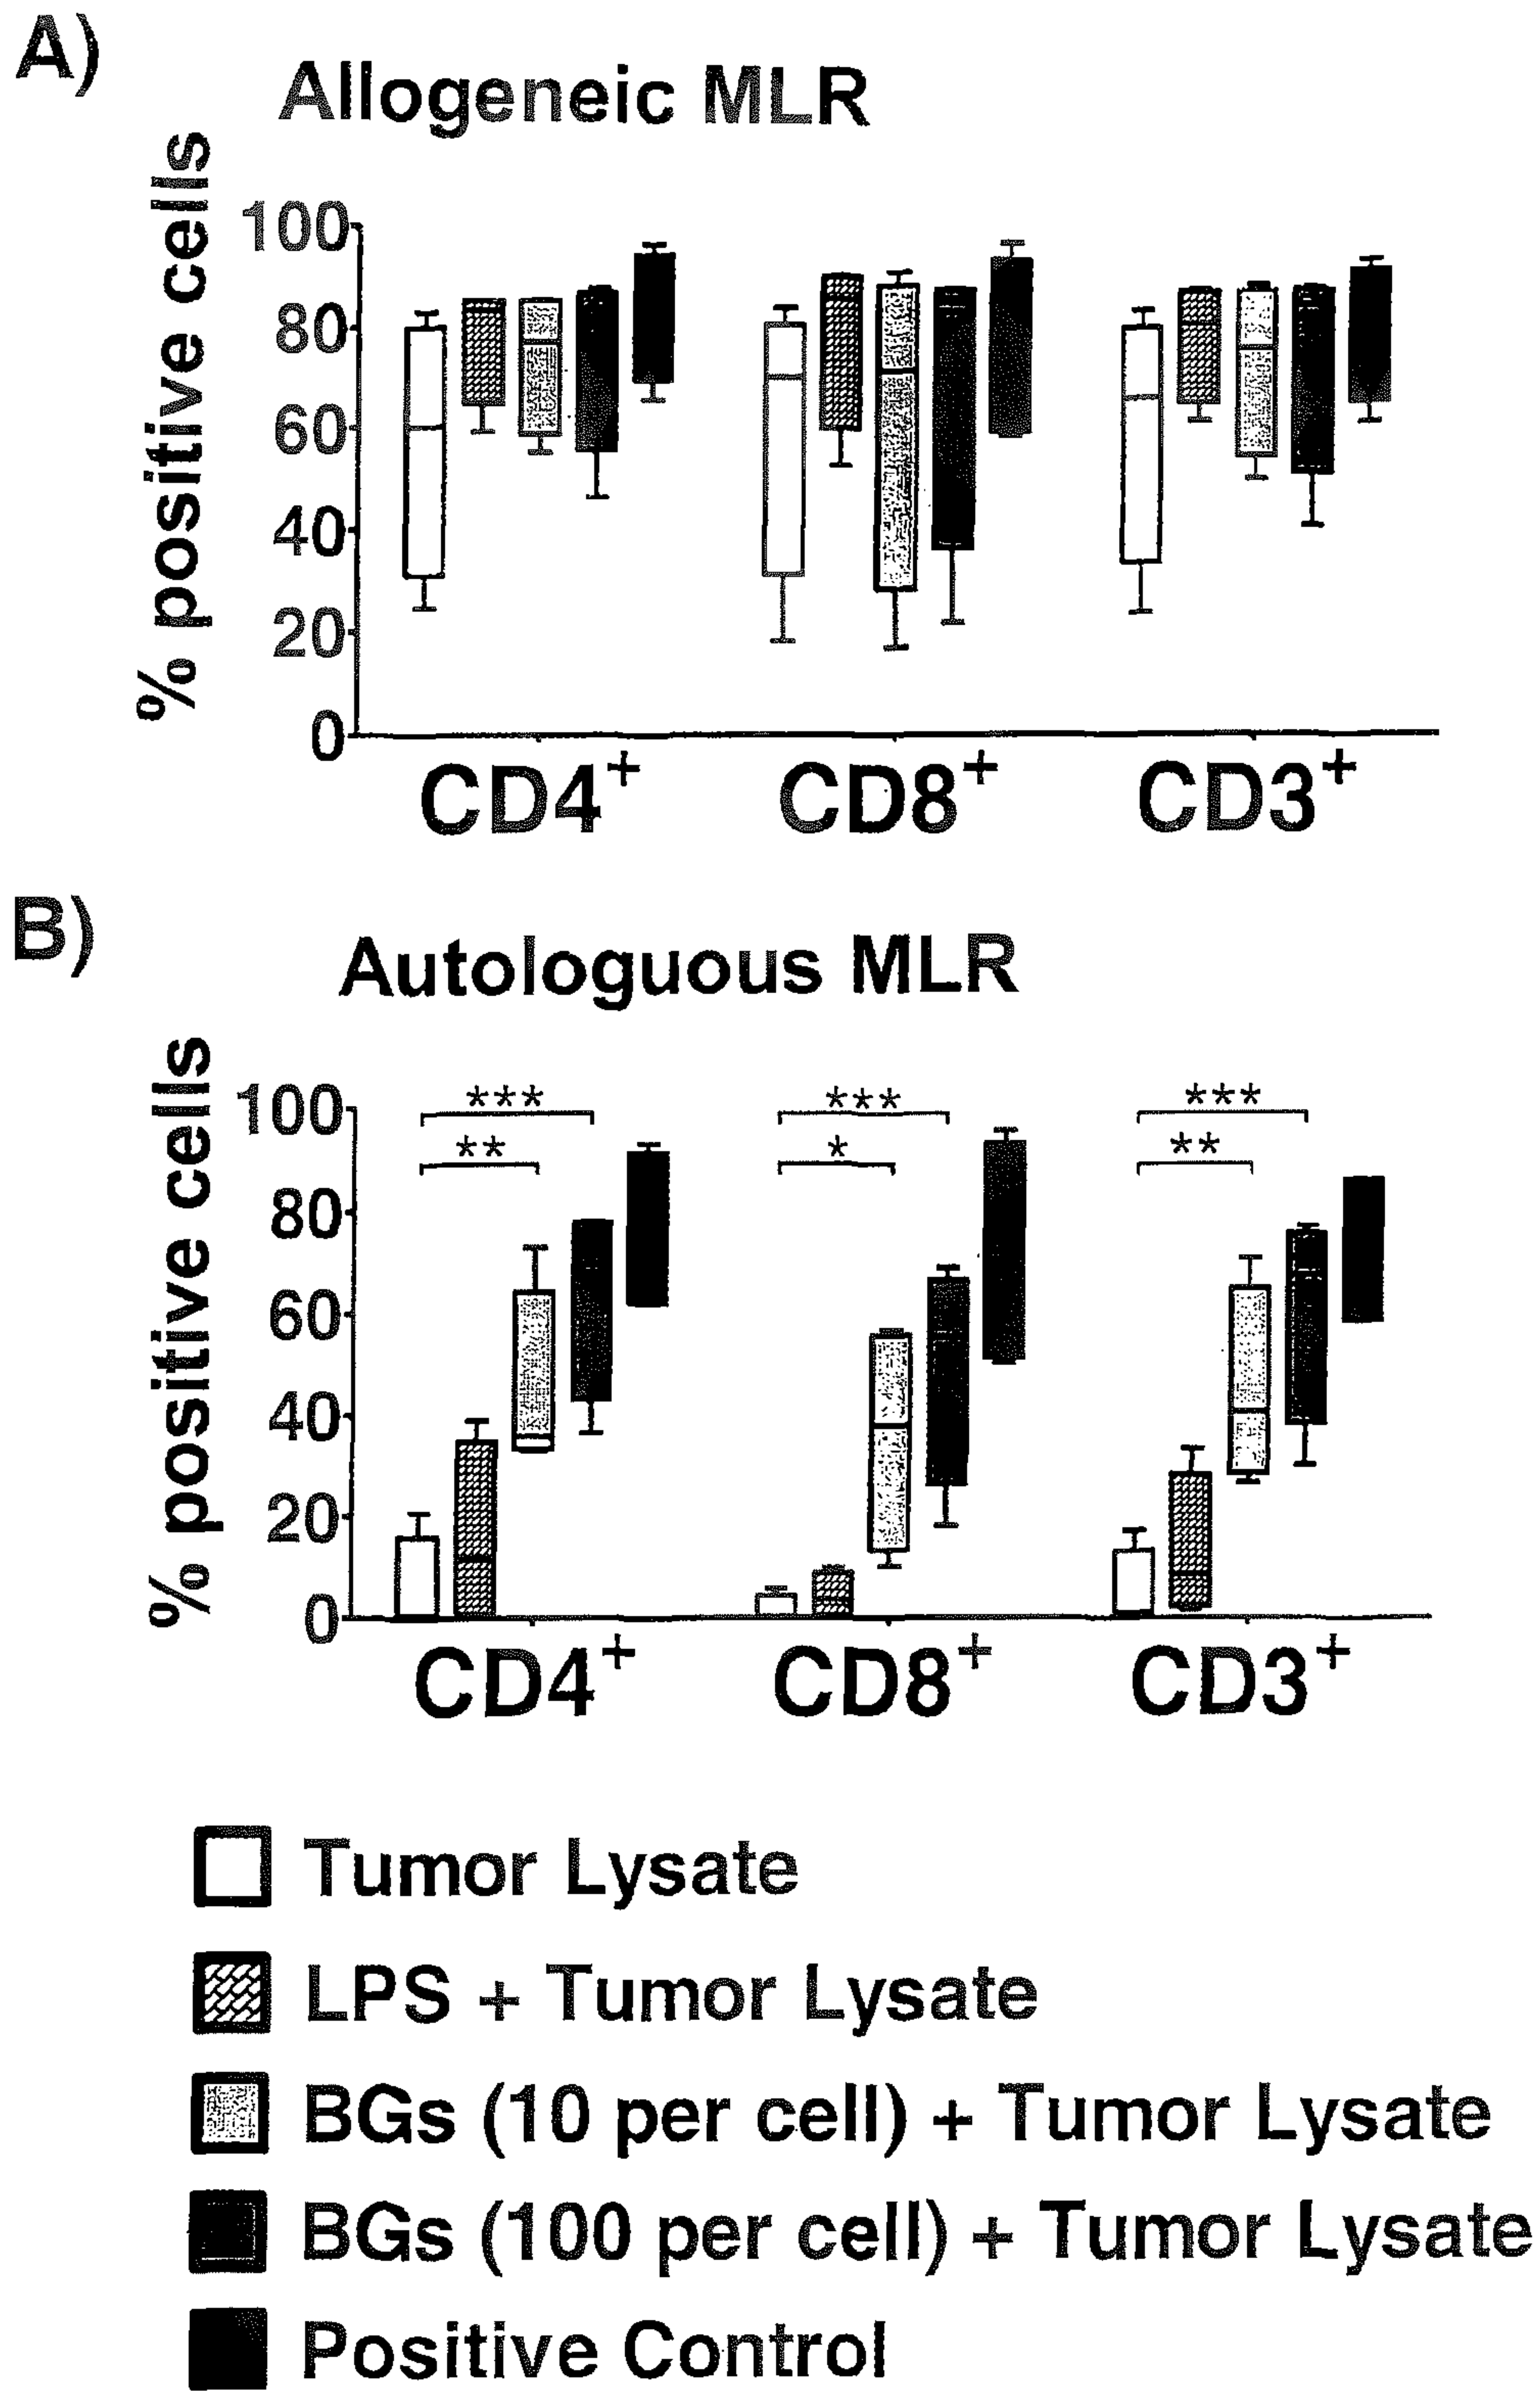 A)
Allogeneic MLR
% positive cells
100
80
60
40
20
0
CD4+ CD8+ CD3+
B)
Autologuous MLR
% positive cells
100
80
60
40
20
0
*** *** ***
** * **
CD4+ CD8+ CD3+
Tumor Lysate
LPS + Tumor Lysate
BGs (10 per cell) + Tumor Lysate
BGs (100 per cell) + Tumor Lysate
Positive Control